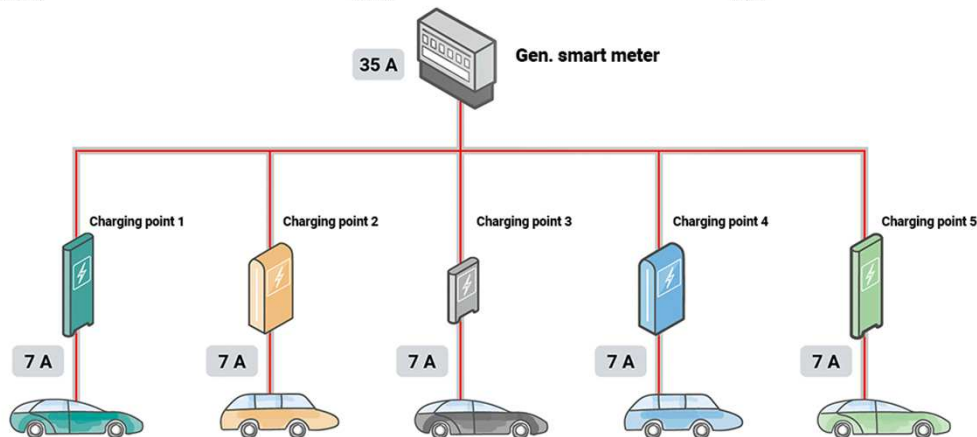 35 A
Gen. smart meter
Charging point 1
Charging point 2
Charging point 3
Charging point 4
Charging point 5
7 A
7 A
7 A
7 A
7 A